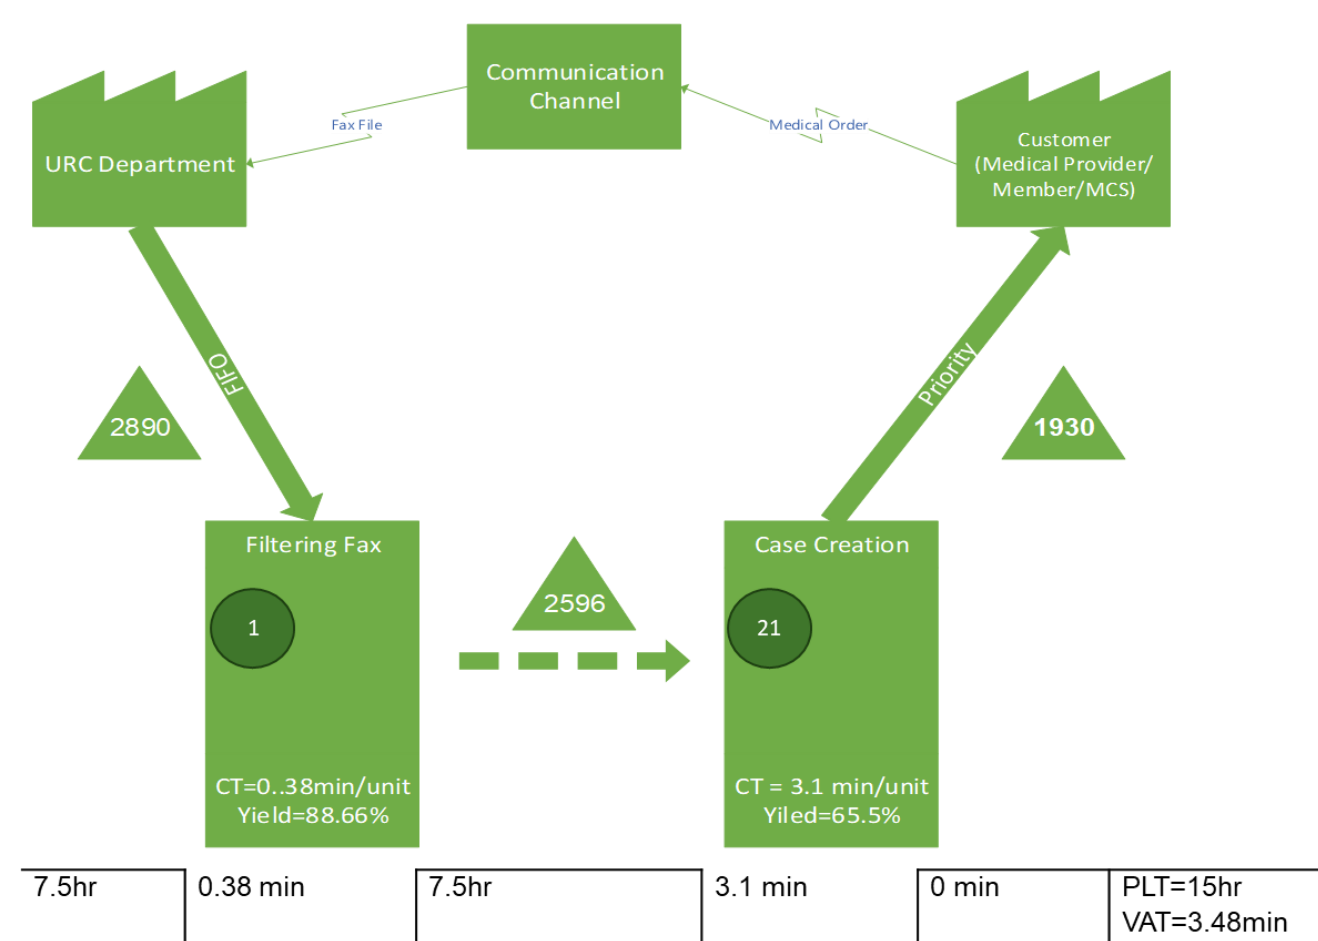 Communication
Channel
Fax File
Medical Order
URC Department
Customer
(Medical Provider/
Member/MCS)
FIFO
Priority
2890
1930
Filtering Fax
2596
Case Creation
1
21
CT=0..38min/unit
Yield=88.66%
CT = 3.1 min/unit
Yiled=65.5%
7.5hr
0.38 min
7.5hr
3.1 min
0 min
PLT=15hr
VAT=3.48min